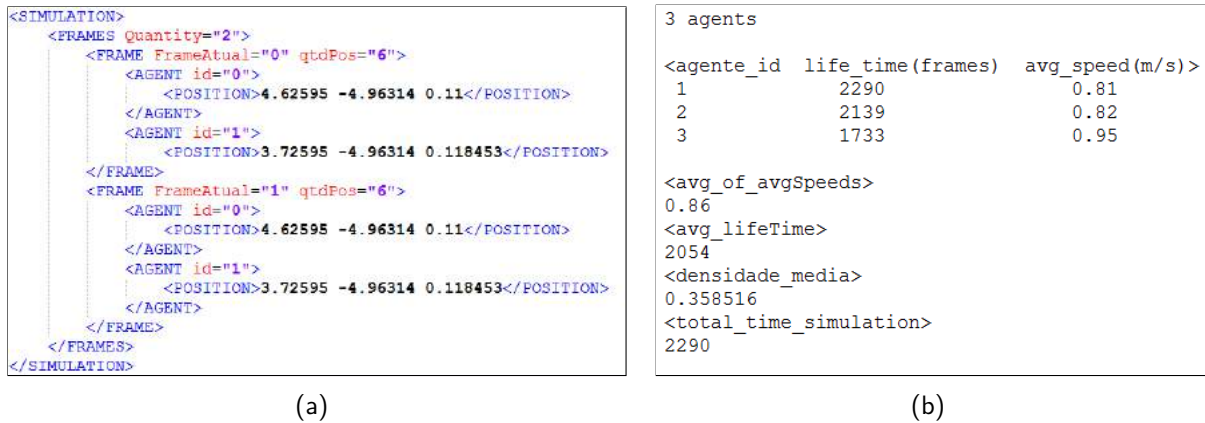 <SIMULATION>
<FRAMES Quantity="2">
<FRAME FrameAtual="0" qtdPos="6">
<AGENT id="0">
<POSITION>4.62595 -4.96314 0.11</POSITION>
</AGENT>
<AGENT id="1">
<POSITION>3.72595 -4.96314 0.118453</POSITION>
</FRAME>
<FRAME FrameAtual="1" qtdPos="6">
<AGENT id="0">
<POSITION>4.62595 -4.96314 0.11</POSITION>
</AGENT>
<AGENT id="1">
<POSITION>3.72595 -4.96314 0.118453</POSITION>
</AGENT>
</FRAME>
</FRAMES>
</SIMULATION>
(a)
3 agents
<agente_id life_time(frames) avg_speed(m/s)>
1 2290 0.81
2 2139 0.82
3 1733 0.95
<avg_of_avgSpeeds>
0.86
<avg_lifeTime>
2054
<densidade_media>
0.358516
<total_time_simulation>
2290
(b)